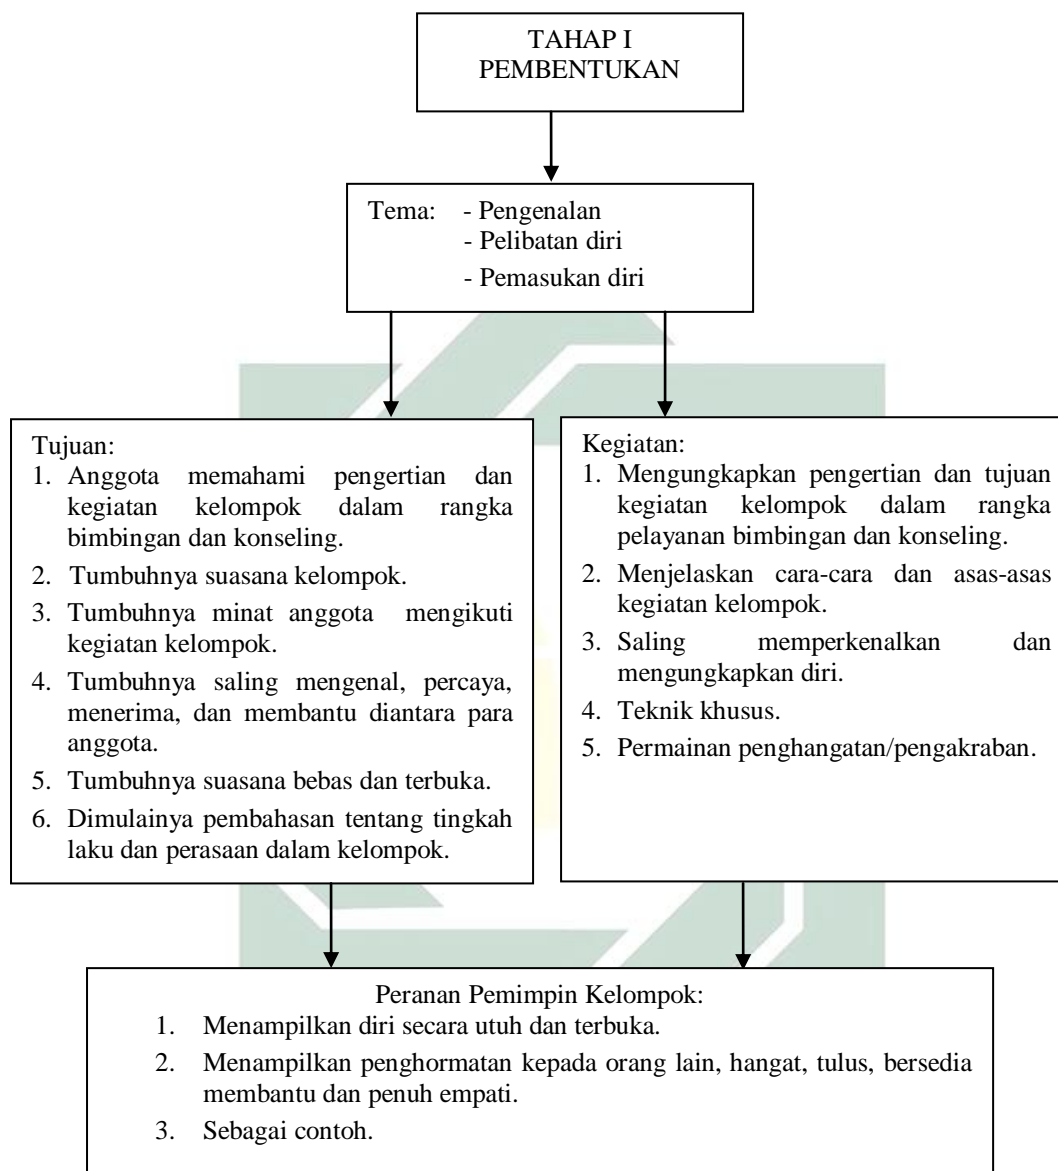 TAHAP I
PEMBENTUKAN
Tema: - Pengenalan
- Pelibatan diri
- Pemasukan diri
Tujuan:
1. Anggota memahami pengertian dan
kegiatan kelompok dalam rangka
bimbingan dan konseling.
2. Tumbuhnya suasana kelompok.
3. Tumbuhnya minat anggota mengikuti
kegiatan kelompok.
4. Tumbuhnya saling mengenal, percaya,
menerima, dan membantu diantara para
anggota.
5. Tumbuhnya suasana bebas dan terbuka.
6. Dimulainya pembahasan tentang tingkah
laku dan perasaan dalam kelompok.
Kegiatan:
1. Mengungkapkan pengertian dan tujuan
kegiatan kelompok dalam rangka
pelayanan bimbingan dan konseling.
2. Menjelaskan cara-cara dan asas-asas
kegiatan kelompok.
3. Saling memperkenalkan dan
mengungkapkan diri.
4. Teknik khusus.
5. Permainan penghangatan/pengakraban.
Peranan Pemimpin Kelompok:
1. Menampilkan diri secara utuh dan terbuka.
2. Menampilkan penghormatan kepada orang lain, hangat, tulus, bersedia
membantu dan penuh empati.
3. Sebagai contoh.